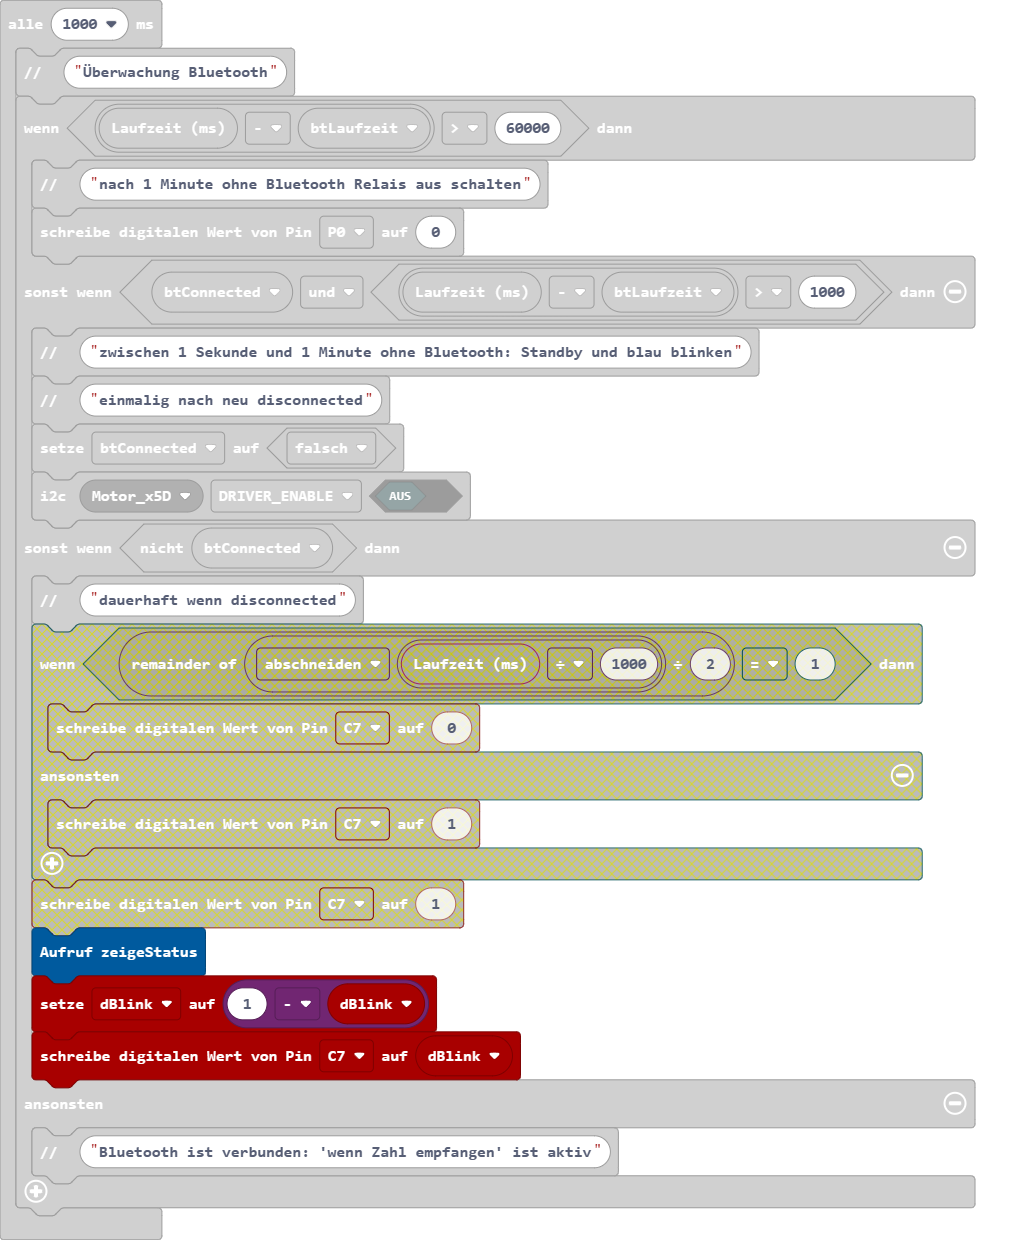 alle 1000 ms
// "Überwachung Bluetooth"
wenn Laufzeit (ms) - btLaufzeit > 60000 dann
// "nach 1 Minute ohne Bluetooth Relais aus schalten"
schreibe digitalen Wert von Pin P0 auf 0
sonst wenn btConnected und Laufzeit (ms) - btLaufzeit > 1000 dann
// "zwischen 1 Sekunde und 1 Minute ohne Bluetooth: Standby und blau blinken"
// "einmalig nach neu disconnected"
setze btConnected auf falsch
i2c Motor_x5D DRIVER_ENABLE AUS
sonst wenn nicht btConnected dann
// "dauerhaft wenn disconnected"
wenn remainder of abschneiden Laufzeit (ms) ÷ 1000 ÷ 2 = 1 dann
schreibe digitalen Wert von Pin C7 auf 0
ansonsten
schreibe digitalen Wert von Pin C7 auf 1
schreibe digitalen Wert von Pin C7 auf 1
Aufruf zeigeStatus
setze dBlink auf 1 - dBlink
schreibe digitalen Wert von Pin C7 auf dBlink
ansonsten
// "Bluetooth ist verbunden: 'wenn Zahl empfangen' ist aktiv"